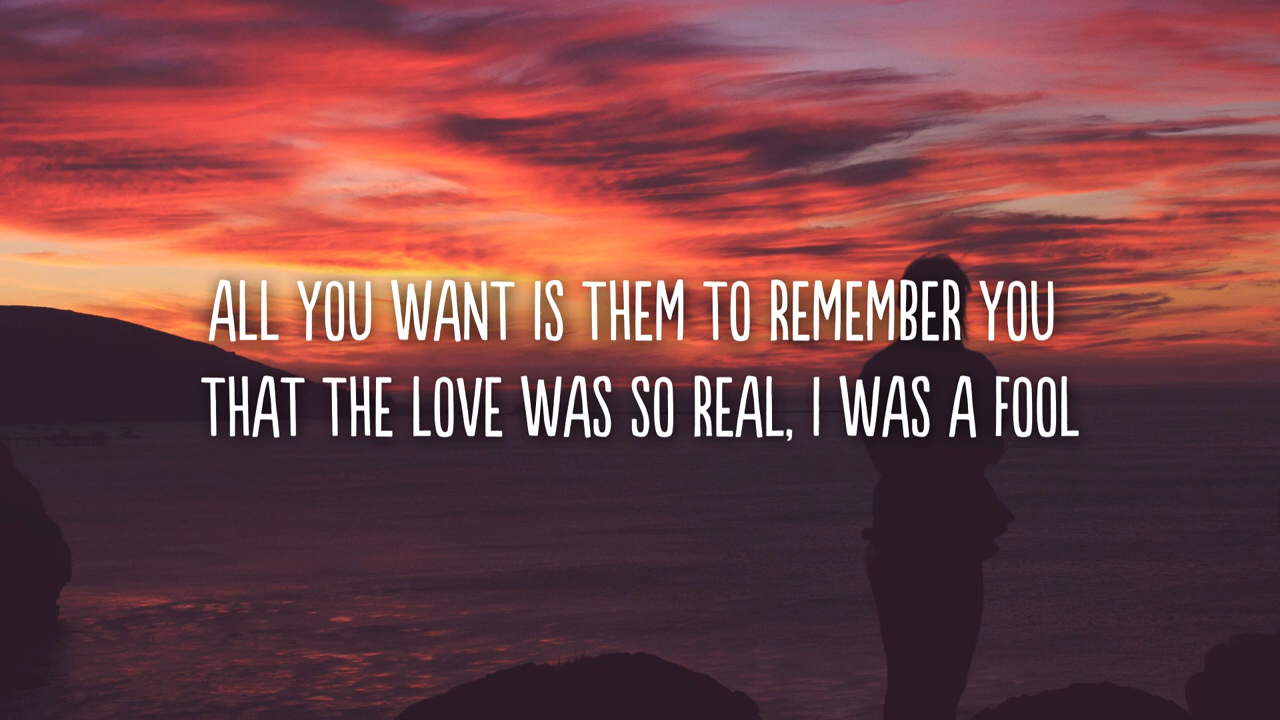 ALL YOU WANT IS THEM TO REMEMBER YOU
THAT THE LOVE WAS SO REAL, I WAS A FOOL